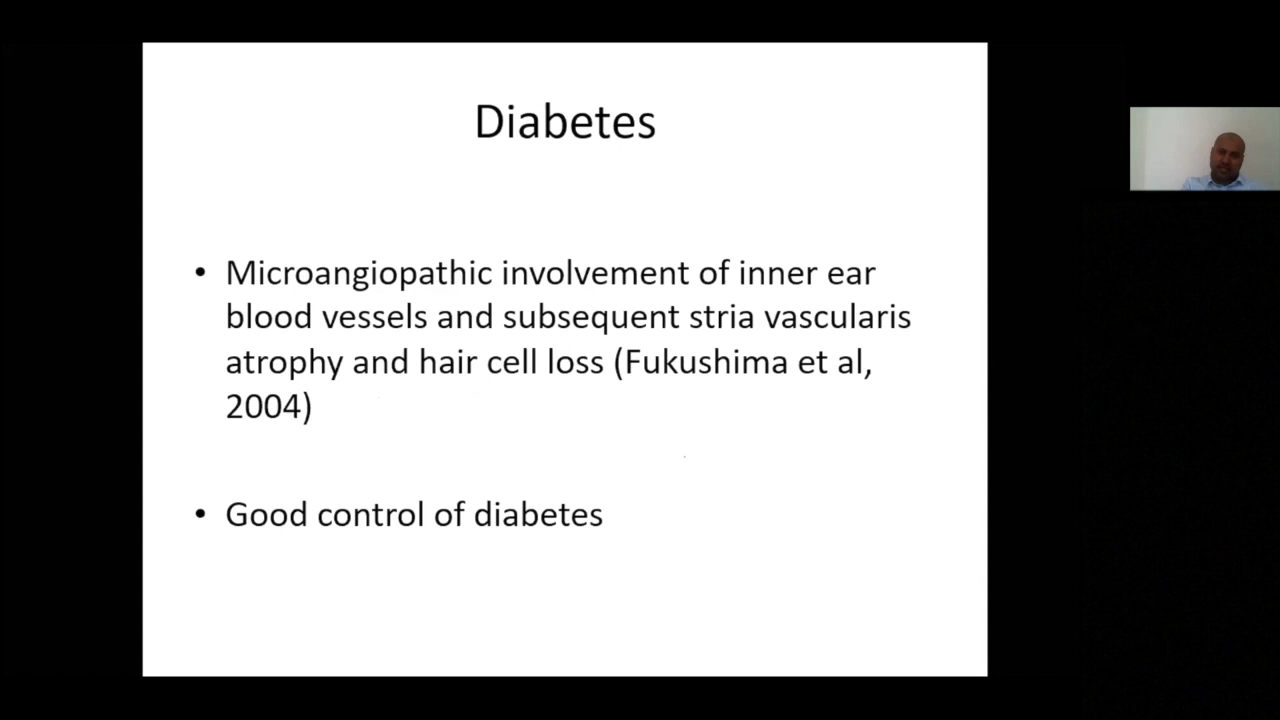 Diabetes
• Microangiopathic involvement of inner ear
blood vessels and subsequent stria vascularis
atrophy and hair cell loss (Fukushima et al,
2004)
• Good control of diabetes